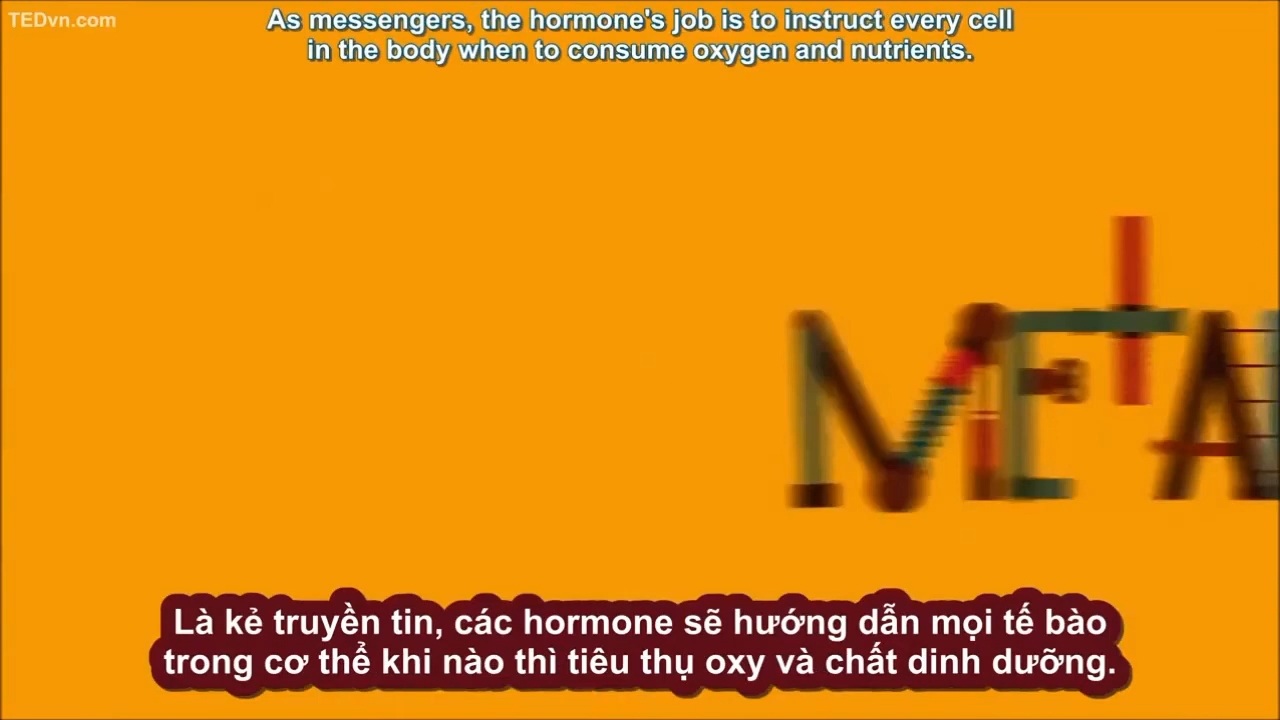 TEDvn.com
As messengers, the hormone's job is to instruct every cell
in the body when to consume oxygen and nutrients.
META
Là kẻ truyền tin, các hormone sẽ hướng dẫn mọi tế bào
trong cơ thể khi nào thì tiêu thụ oxy và chất dinh dưỡng.